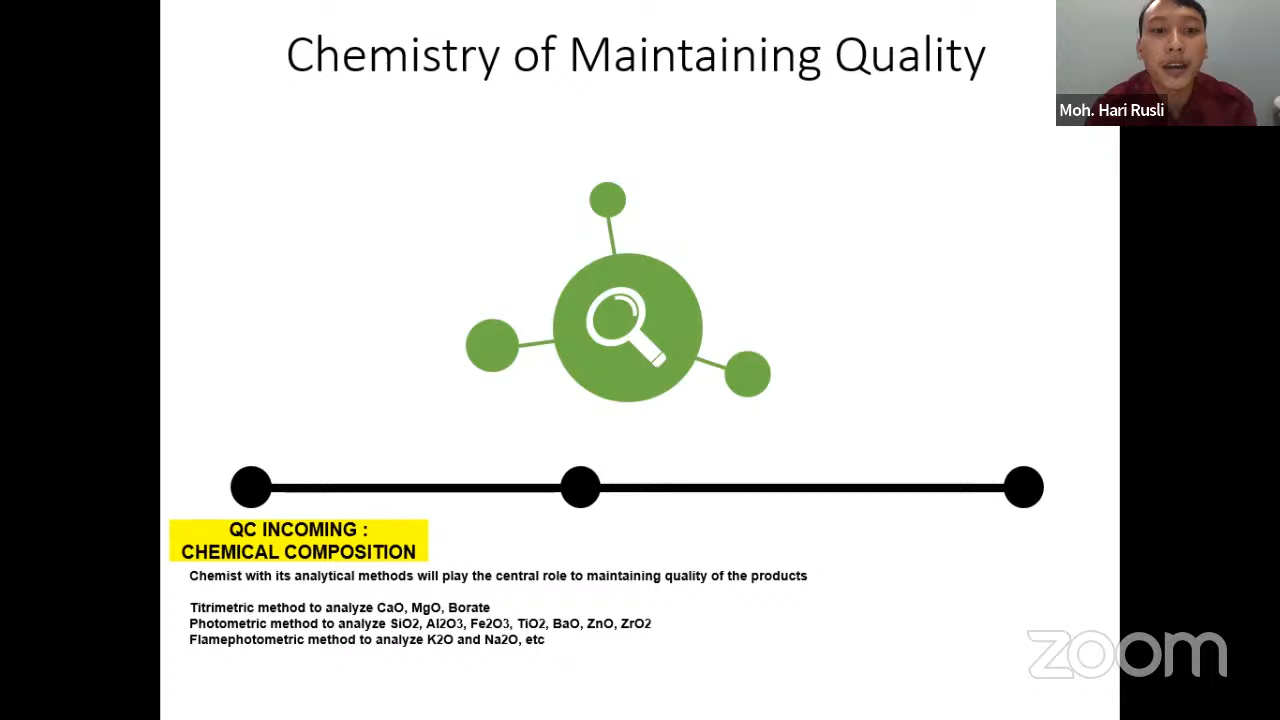 Chemistry of Maintaining Quality
Moh. Hari Rusli
QC INCOMING :
CHEMICAL COMPOSITION
Chemist with its analytical methods will play the central role to maintaining quality of the products
Titrimetric method to analyze CaO, MgO, Borate
Photometric method to analyze SiO2, Al2O3, Fe2O3, TiO2, BaO, ZnO, ZrO2
Flamephotometric method to analyze K2O and Na2O, etc
zoom